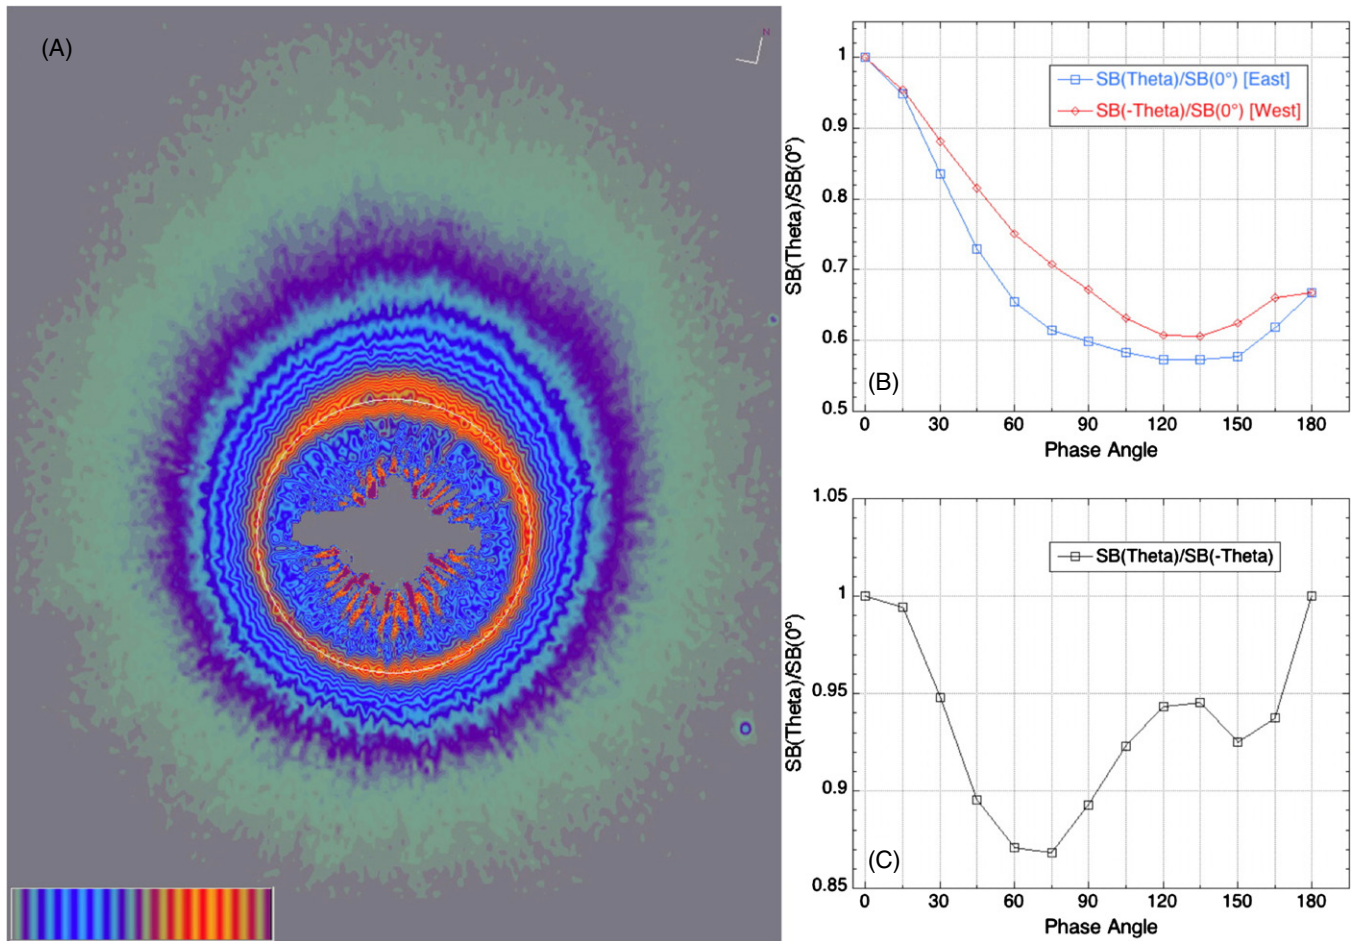 (A)
N
SB(Theta)/SB(0°)
1
0.9
0.8
0.7
0.6
0.5
SB(Theta)/SB(0°) [East]
SB(-Theta)/SB(0°) [West]
(B)
0 30 60 90 120 150 180
Phase Angle
SB(Theta)/SB(0°)
1.05
1
0.95
0.9
0.85
SB(Theta)/SB(-Theta)
(C)
0 30 60 90 120 150 180
Phase Angle